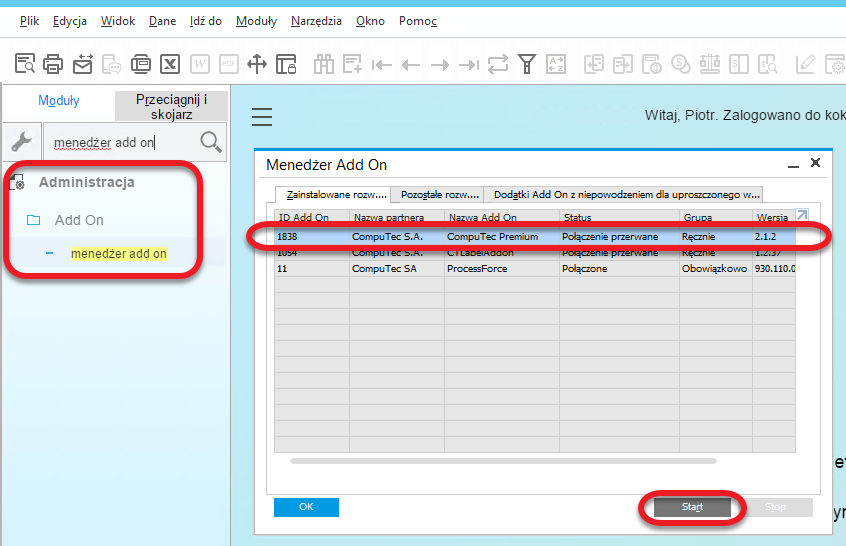 Plik Edycja Widok Dane Idź do Moduły Narzędzia Okno Pomoc
Moduły
Przeciągnij i
skojarz
menedżer add on
Administracja
Add On
menedżer add on
Witaj, Piotr. Zalogowano do kok
Menedżer Add On
Zainstalowane rozw.... Pozostałe rozw.... Dodatki Add On z niepowodzeniem dla uproszczonego w...
ID Add On Nazwa partnera Nazwa Add On Status Grupa Wersja
1838 CompuTec S.A. CompuTec Premium Połączenie przerwane Ręcznie 2.1.2
1054 CompuTec S.A. CTLabelAddon Połączenie przerwane Ręcznie 1.2.37
11 CompuTec SA ProcessForce Połączone Obowiązkowo 930.110.0
OK Start Stop